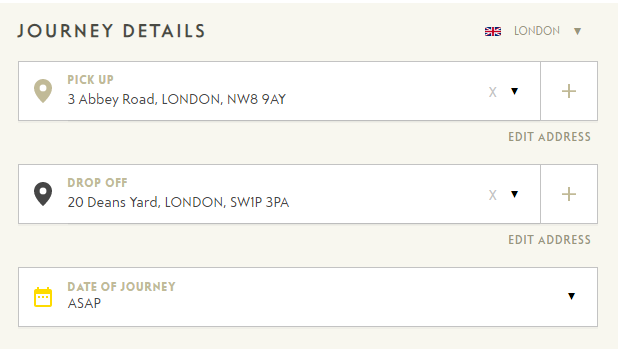 JOURNEY DETAILS
LONDON
PICK UP
3 Abbey Road, LONDON, NW8 9AY
X
EDIT ADDRESS
DROP OFF
20 Deans Yard, LONDON, SW1P 3PA
X
EDIT ADDRESS
DATE OF JOURNEY
ASAP